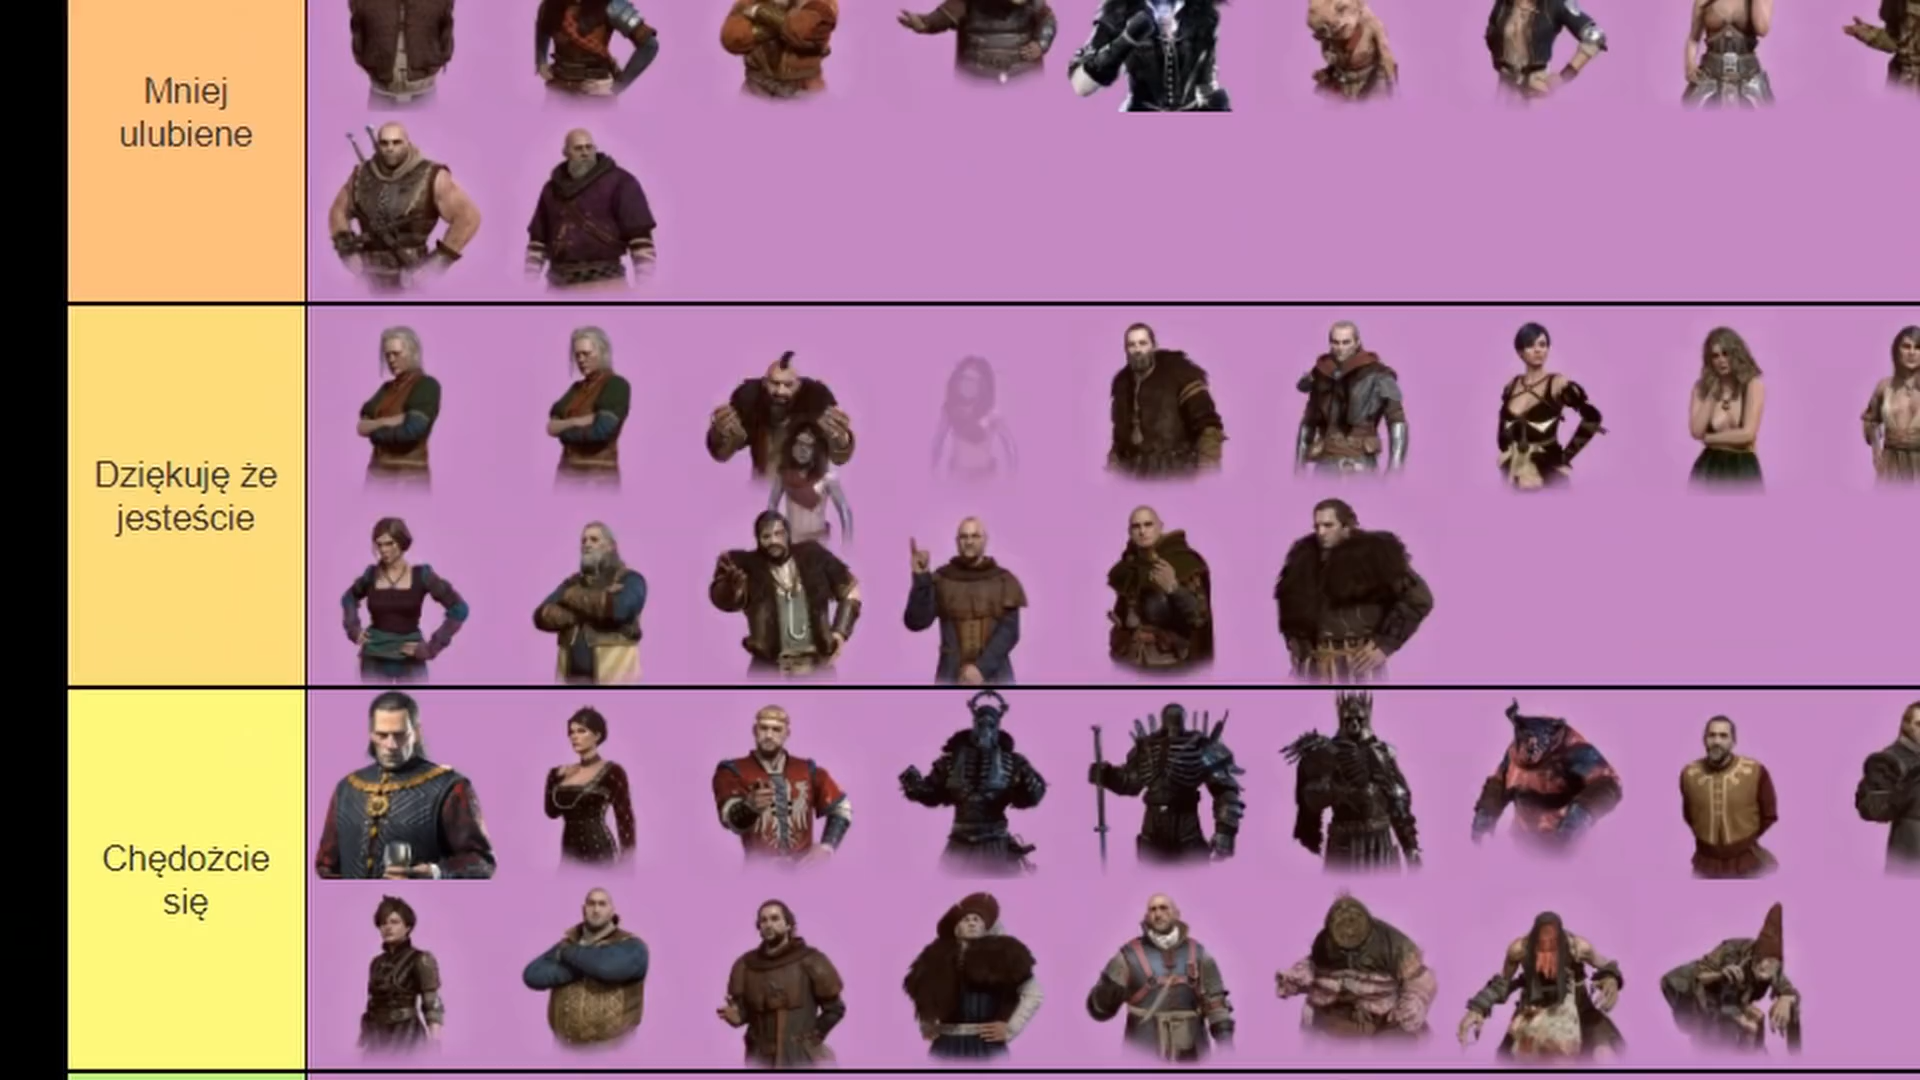 Mniej
ulubiene
Dziękuję że
jesteście
Chędożcie
się